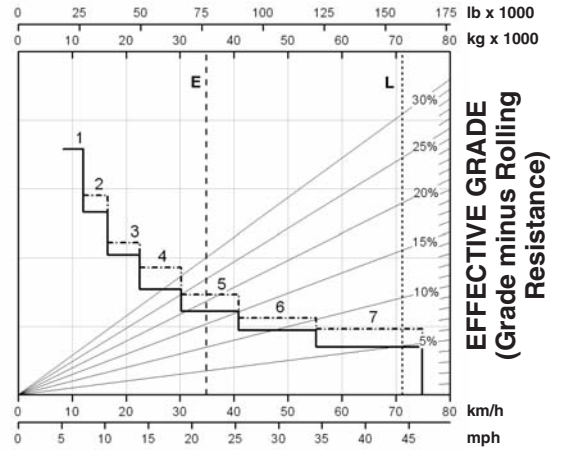 0 25 50 75 100 125 150 175 lb x 1000
0 10 20 30 40 50 60 70 80 kg x 1000
E L
30%
1
25%
2
20%
3
15%
4
5
10%
6
7
5%
EFFECTIVE GRADE
(Grade minus Rolling
Resistance)
0 10 20 30 40 50 60 70 80 km/h
0 5 10 15 20 25 30 35 40 45 mph